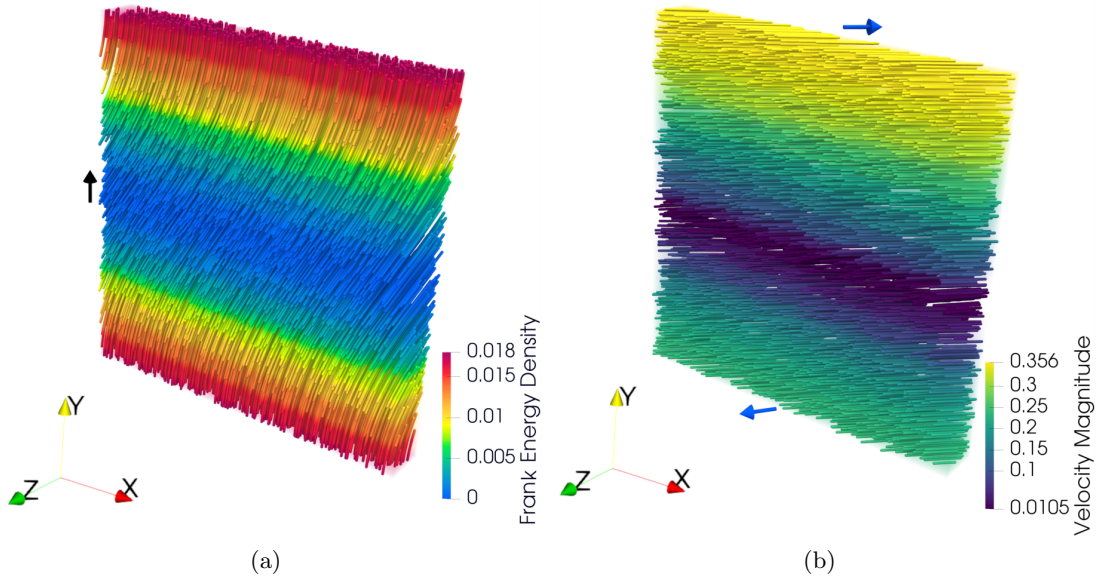 0.018
0.015
0.01
0.005
0
Frank Energy Density
Y
Z
X
0.356
0.3
0.25
0.2
0.15
0.1
0.0105
Velocity Magnitude
Y
Z
X
(a)
(b)